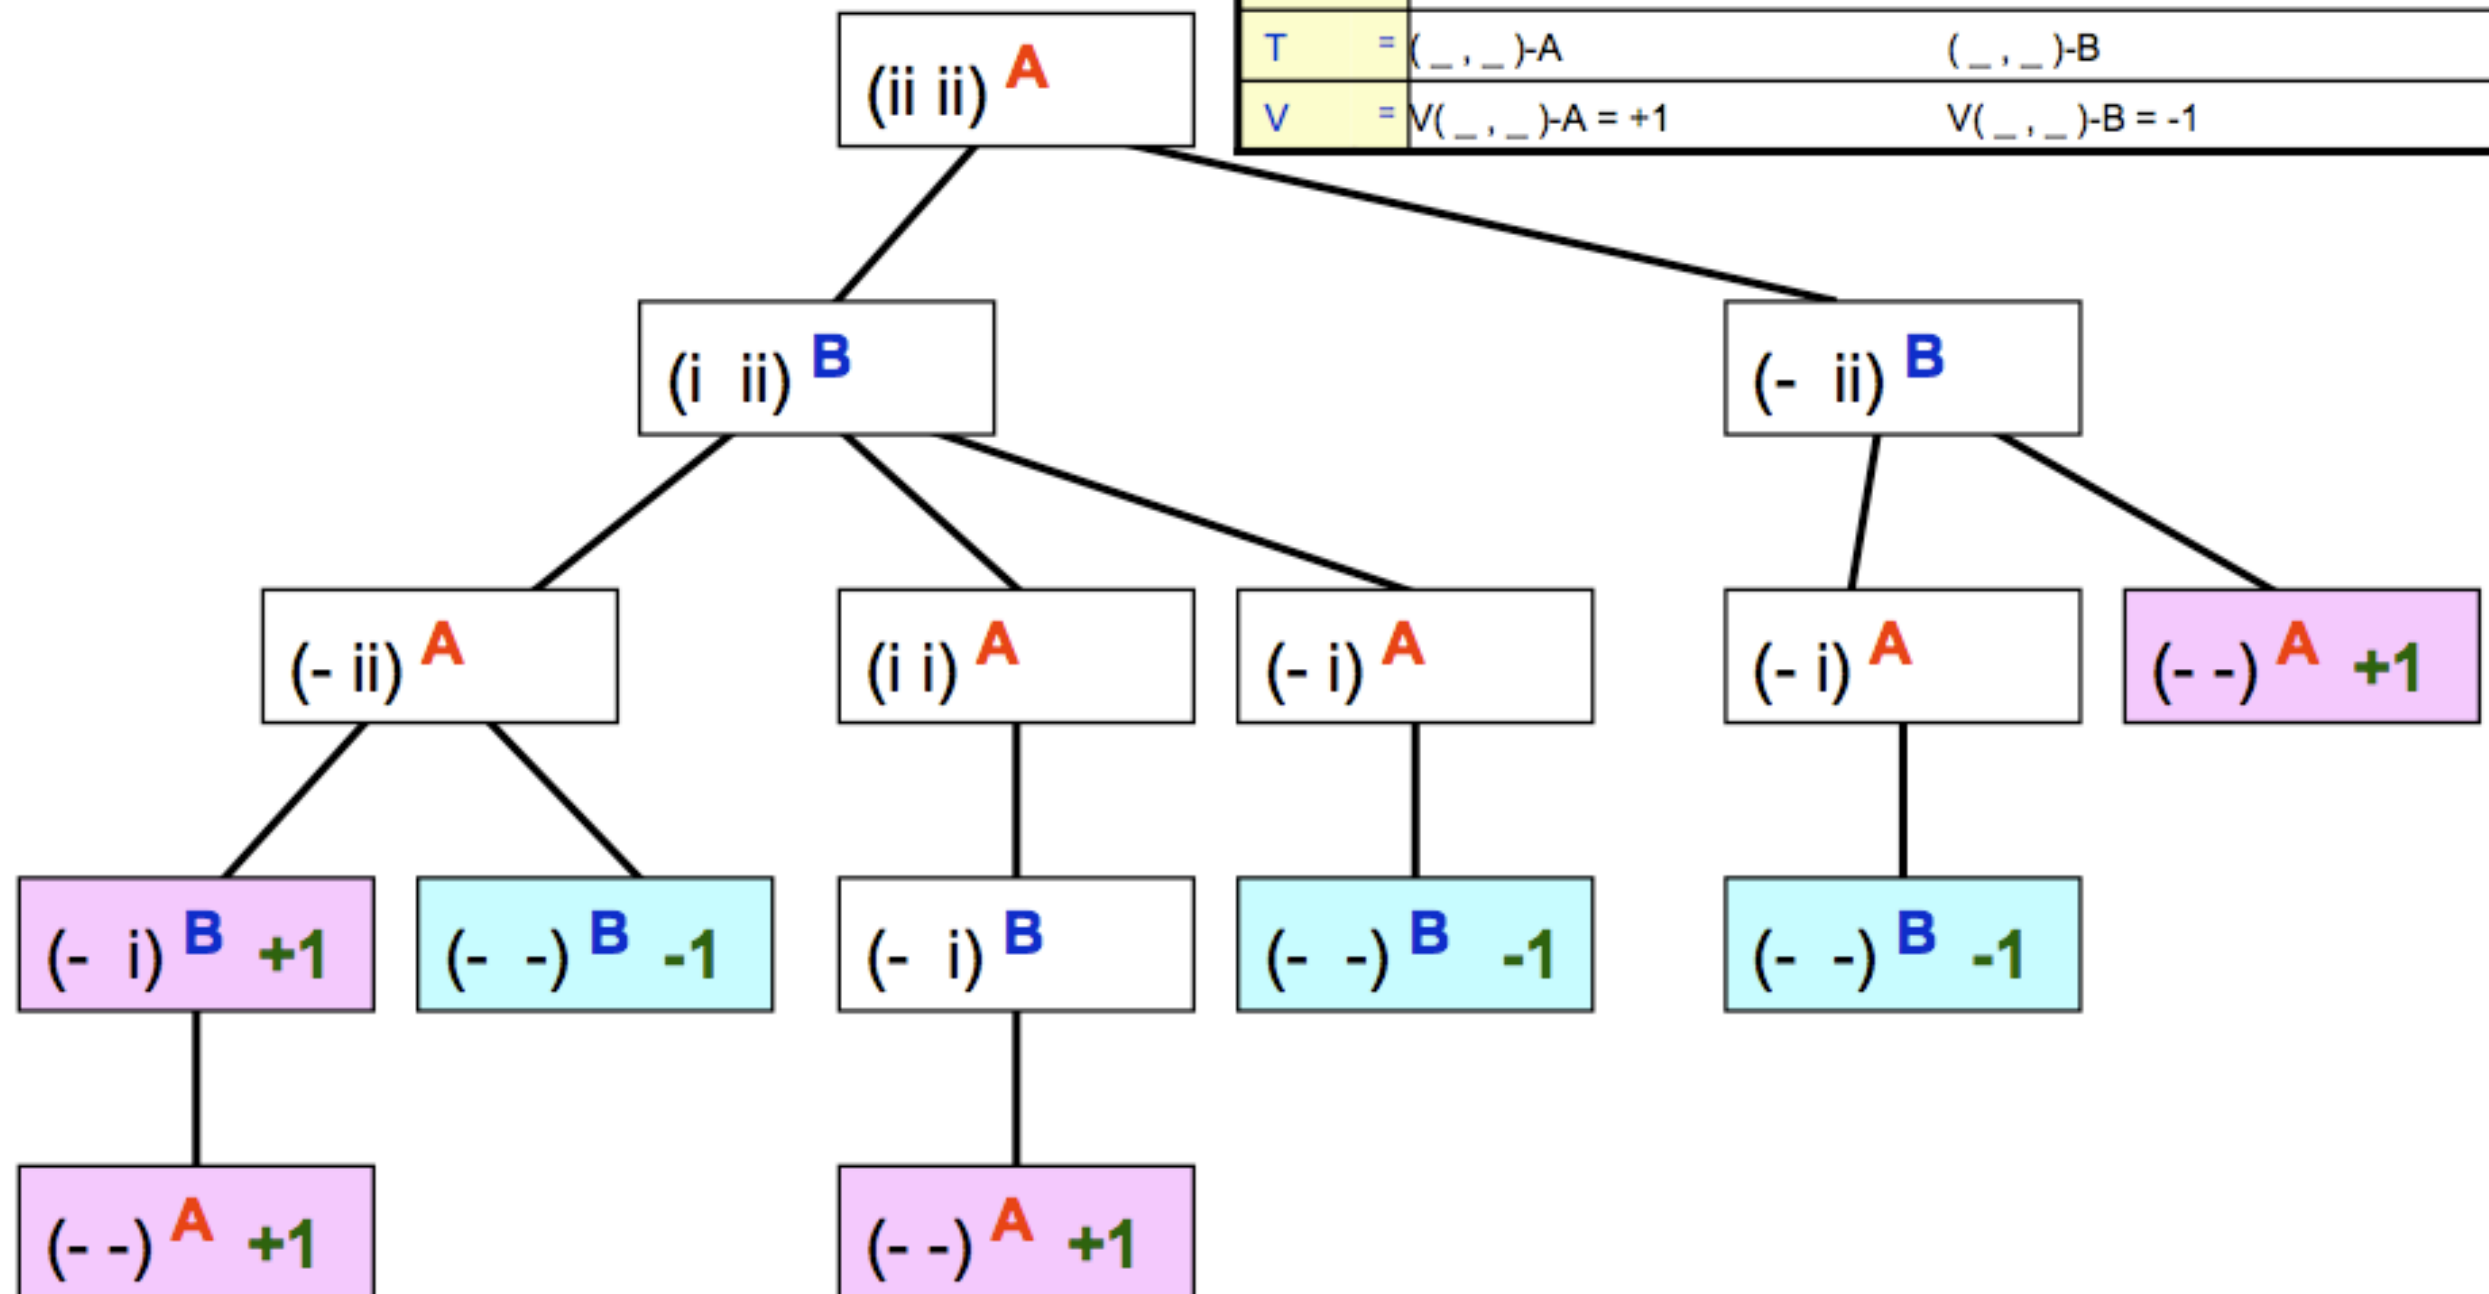 T = ( _ , _ )-A ( _ , _ )-B
V = V( _ , _ )-A = +1 V( _ , _ )-B = -1
(ii ii) A
(i ii) B
(- ii) B
(- ii) A
(i i) A
(- i) A
(- i) A
(- -) A +1
(- i) B +1
(- -) B -1
(- i) B
(- -) B -1
(- -) B -1
(- -) A +1
(- -) A +1